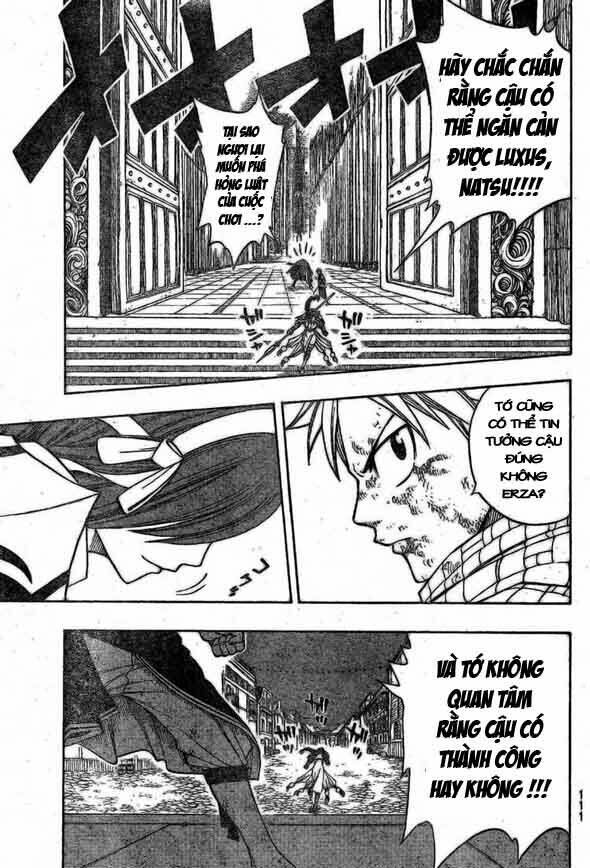 HÃY CHẮC CHẮN
RẰNG CẬU CÓ
THỂ NGĂN CẢN
ĐƯỢC LUXUS,
NATSU!!!!
TẠI SAO
NGƯƠI LẠI
MUỐN PHÁ
HỎNG LUẬT
CỦA CUỘC
CHƠI ...?
TỚ CŨNG
CÓ THỂ TIN
TƯỞNG CẬU
ĐÚNG
KHÔNG
ERZA?
VÀ TỚ KHÔNG
QUAN TÂM
RẰNG CẬU CÓ
THÀNH CÔNG
HAY KHÔNG !!!
111